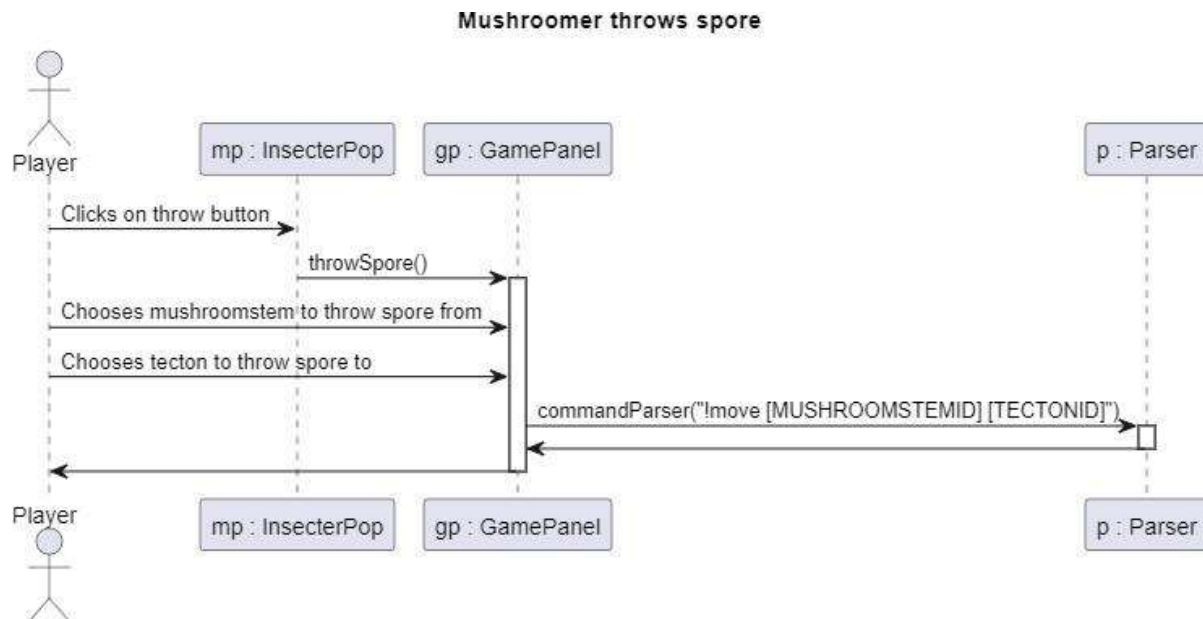 Mushroomer throws spore
Player
mp : InsecterPop
gp : GamePanel
p : Parser
Clicks on throw button
throwSpore()
Chooses mushroomstem to throw spore from
Chooses tecton to throw spore to
commandParser("!move [MUSHROOMSTEMID] [TECTONID]")
Player
mp : InsecterPop
gp : GamePanel
p : Parser